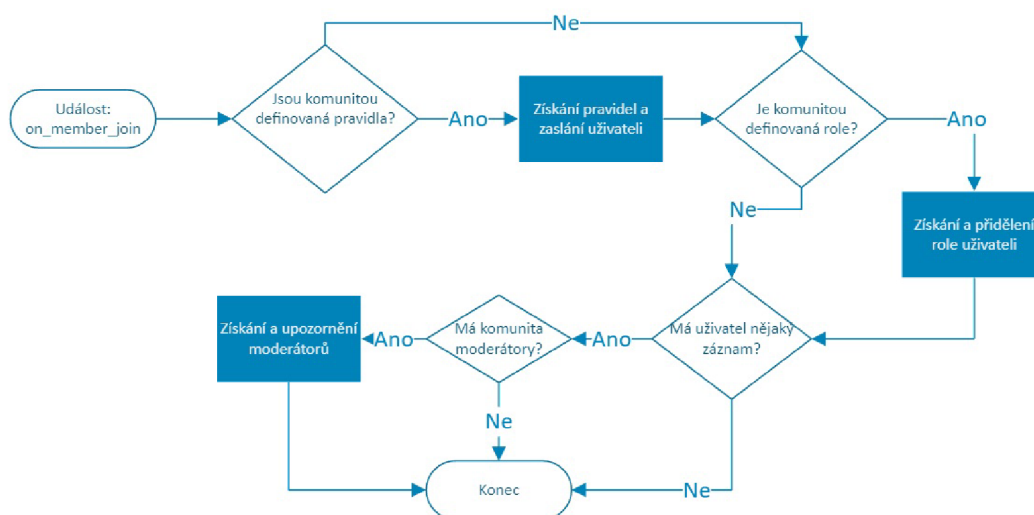 Ne
Událost:
on_member_join
Jsou komunitou
definovaná pravidla?
Ano
Získání pravidel a
zaslání uživateli
Je komunitou
definovaná role?
Ano
Ne
Získání a přidělení
role uživateli
Získání a upozornění
moderátorů
Ano
Má komunita
moderátory?
Ano
Má uživatel nějaký
záznam?
Ne
Konec
Ne